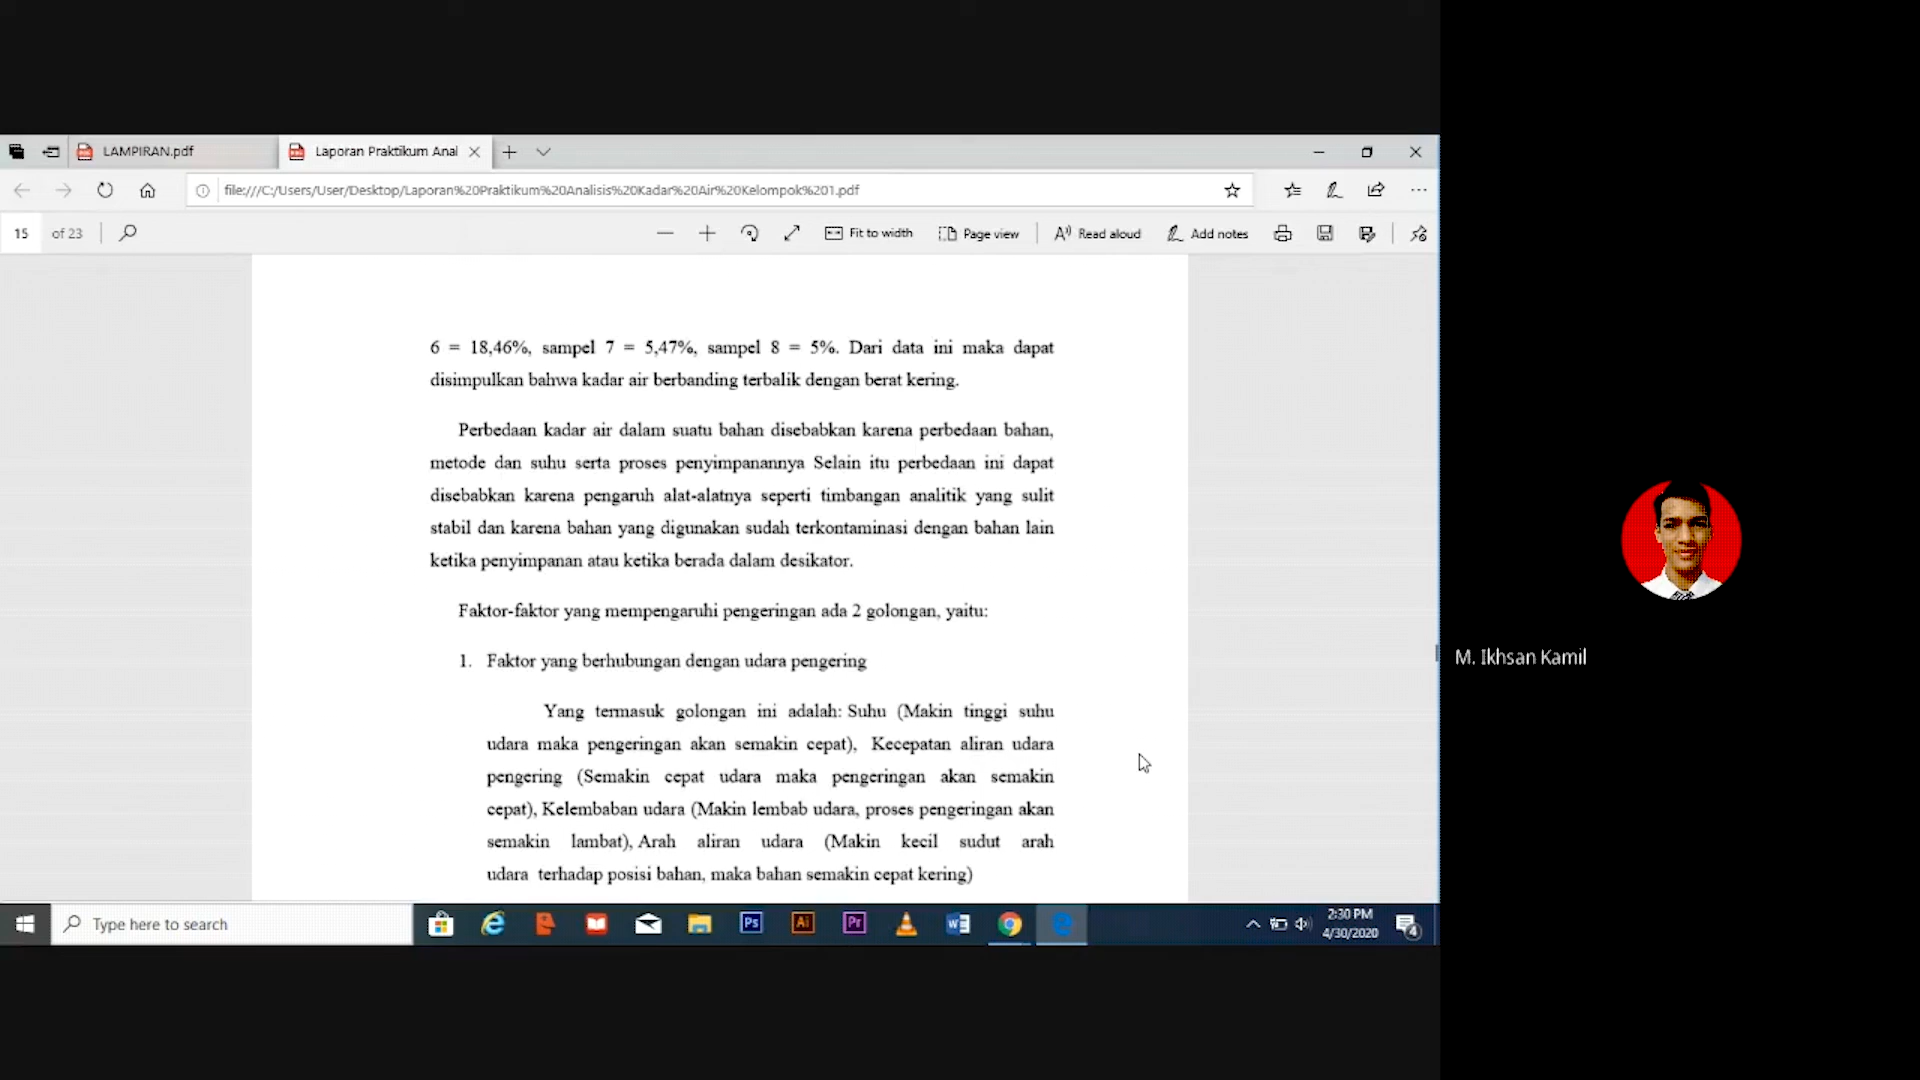 LAMPIRAN.pdf
Laporan Praktikum Anal
file:///C:/Users/User/Desktop/Laporan%20Praktikum%20Analisis%20Kadar%20Air%20Kelompok%201.pdf
15 of 23
Fit to width
Page view
Read aloud
Add notes
6 = 18,46%, sampel 7 = 5,47%, sampel 8 = 5%. Dari data ini maka dapat
disimpulkan bahwa kadar air berbanding terbalik dengan berat kering.
Perbedaan kadar air dalam suatu bahan disebabkan karena perbedaan bahan,
metode dan suhu serta proses penyimpanannya Selain itu perbedaan ini dapat
disebabkan karena pengaruh alat-alatnya seperti timbangan analitik yang sulit
stabil dan karena bahan yang digunakan sudah terkontaminasi dengan bahan lain
ketika penyimpanan atau ketika berada dalam desikator.
Faktor-faktor yang mempengaruhi pengeringan ada 2 golongan, yaitu:
1. Faktor yang berhubungan dengan udara pengering
Yang termasuk golongan ini adalah: Suhu (Makin tinggi suhu
udara maka pengeringan akan semakin cepat), Kecepatan aliran udara
pengering (Semakin cepat udara maka pengeringan akan semakin
cepat), Kelembaban udara (Makin lembab udara, proses pengeringan akan
semakin lambat), Arah aliran udara (Makin kecil sudut arah
udara terhadap posisi bahan, maka bahan semakin cepat kering)
M. Ikhsan Kamil
Type here to search
Ps
Ai
Pr
2:30 PM
4/30/2020
4